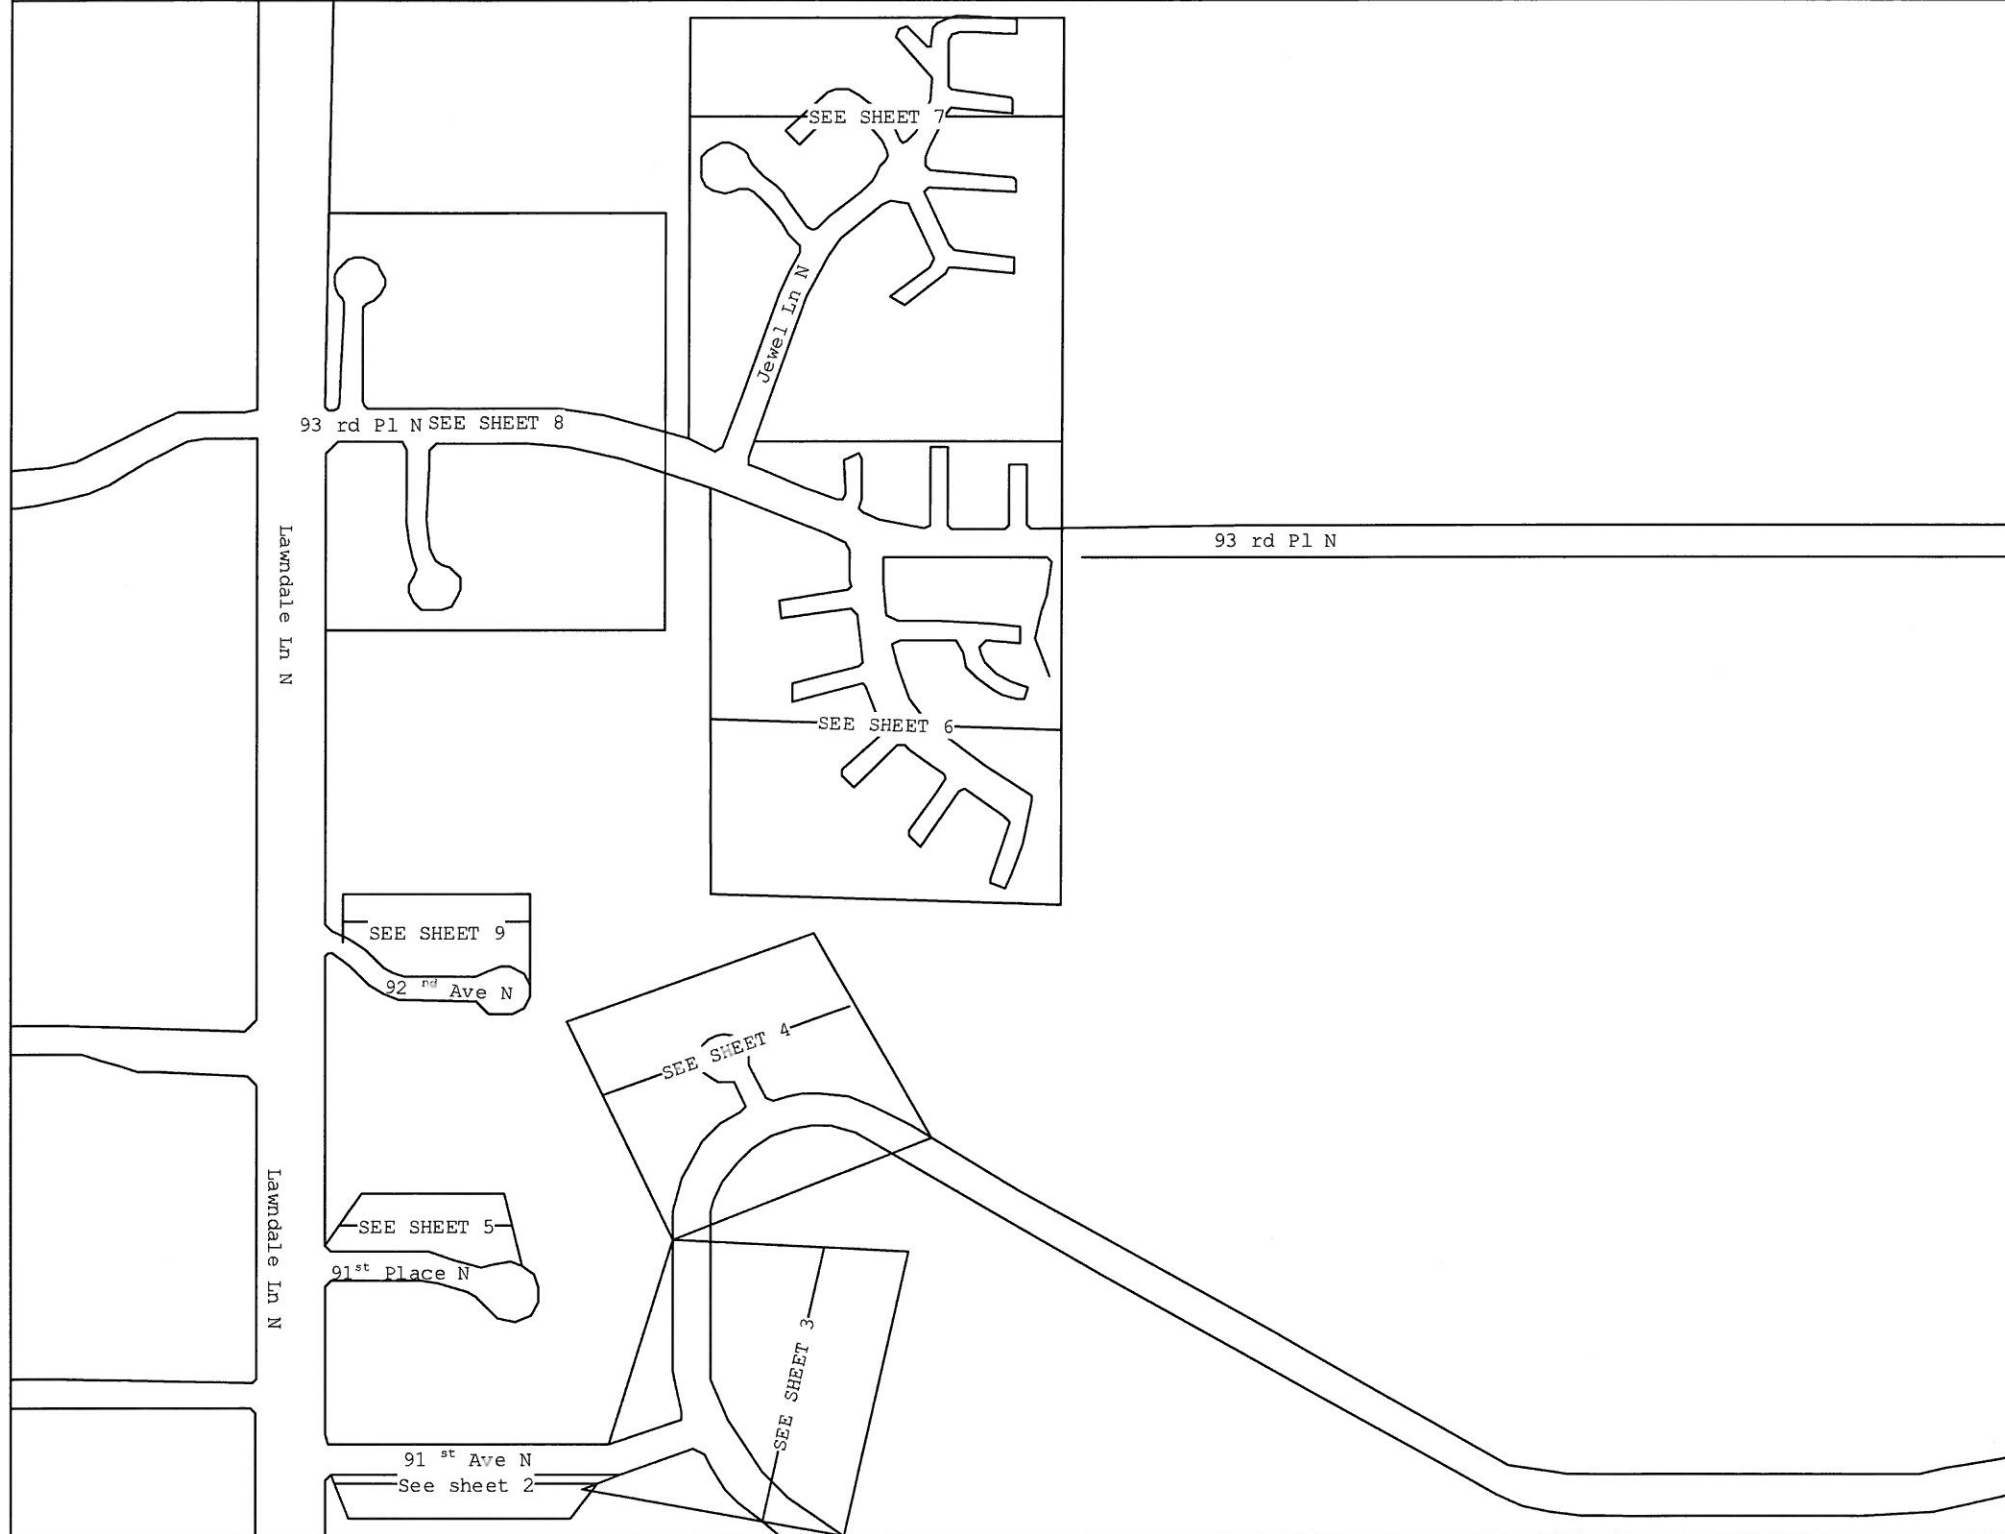 SEE SHEET 7
Jewel Ln N
93 rd Pl N
SEE SHEET 8
Lawndale Ln N
93 rd Pl N
SEE SHEET 6
SEE SHEET 9
92 nd Ave N
SEE SHEET 4
Lawndale Ln N
SEE SHEET 5
91st Place N
SEE SHEET 3
91 st Ave N
See sheet 2